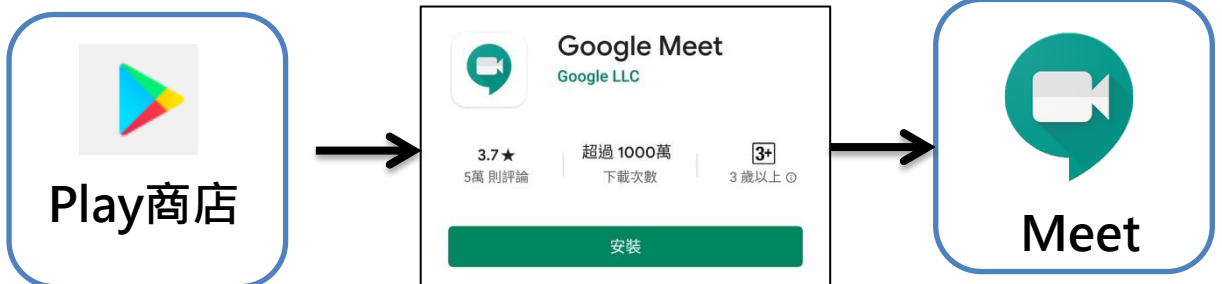 Play商店
Google Meet
Google LLC
3.7★
5萬 則評論
超過 1000萬
下載次數
3+
3 歲以上
安裝
Meet